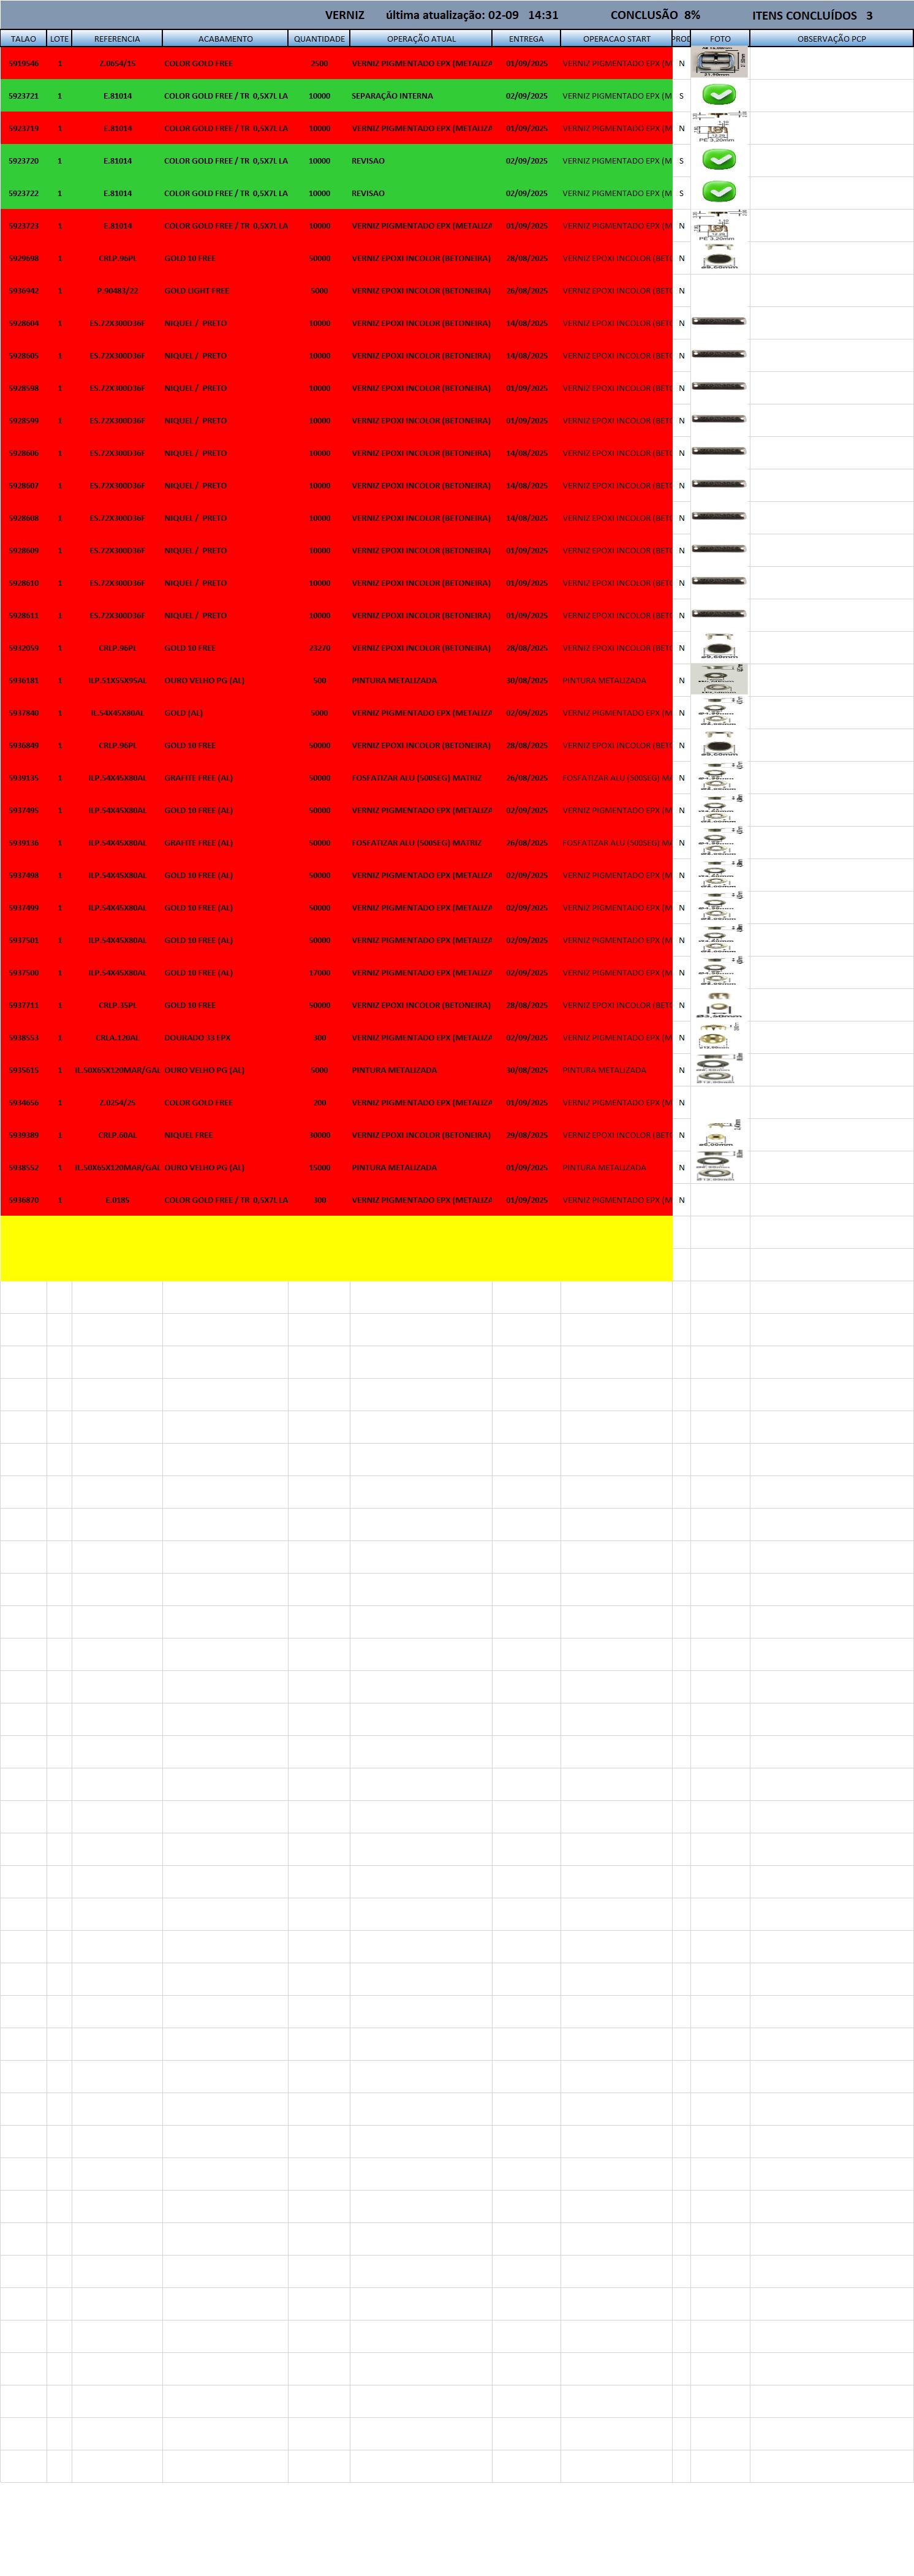 VERNIZ última atualização: 02-09 14:31 CONCLUSÃO 8% ITENS CONCLUÍDOS 3
TALAO LOTE REFERENCIA ACABAMENTO QUANTIDADE OPERAÇÃO ATUAL ENTREGA OPERACAO START PROD FOTO OBSERVAÇÃO PCP
5919546 1 Z.0654/15 COLOR GOLD FREE 2500 VERNIZ PIGMENTADO EPX (METALIZA 01/09/2025 VERNIZ PIGMENTADO EPX (M N
5923721 1 E.81014 COLOR GOLD FREE / TR 0,5X7L LA 10000 SEPARAÇÃO INTERNA 02/09/2025 VERNIZ PIGMENTADO EPX (M S
5923719 1 E.81014 COLOR GOLD FREE / TR 0,5X7L LA 10000 VERNIZ PIGMENTADO EPX (METALIZA 01/09/2025 VERNIZ PIGMENTADO EPX (M N PE 3,20mm
5923720 1 E.81014 COLOR GOLD FREE / TR 0,5X7L LA 10000 REVISAO 02/09/2025 VERNIZ PIGMENTADO EPX (M S
5923722 1 E.81014 COLOR GOLD FREE / TR 0,5X7L LA 10000 REVISAO 02/09/2025 VERNIZ PIGMENTADO EPX (M S
5923723 1 E.81014 COLOR GOLD FREE / TR 0,5X7L LA 10000 VERNIZ PIGMENTADO EPX (METALIZA 01/09/2025 VERNIZ PIGMENTADO EPX (M N PE 3,20mm
5929698 1 CRLP.96PL GOLD 10 FREE 50000 VERNIZ EPOXI INCOLOR (BETONEIRA) 28/08/2025 VERNIZ EPOXI INCOLOR (BETO N
5936942 1 P.90483/22 GOLD LIGHT FREE 5000 VERNIZ EPOXI INCOLOR (BETONEIRA) 26/08/2025 VERNIZ EPOXI INCOLOR (BETO N
5928604 1 ES.72X300D36F NIQUEL / PRETO 10000 VERNIZ EPOXI INCOLOR (BETONEIRA) 14/08/2025 VERNIZ EPOXI INCOLOR (BETO N
5928605 1 ES.72X300D36F NIQUEL / PRETO 10000 VERNIZ EPOXI INCOLOR (BETONEIRA) 14/08/2025 VERNIZ EPOXI INCOLOR (BETO N
5928598 1 ES.72X300D36F NIQUEL / PRETO 10000 VERNIZ EPOXI INCOLOR (BETONEIRA) 01/09/2025 VERNIZ EPOXI INCOLOR (BETO N
5928599 1 ES.72X300D36F NIQUEL / PRETO 10000 VERNIZ EPOXI INCOLOR (BETONEIRA) 01/09/2025 VERNIZ EPOXI INCOLOR (BETO N
5928606 1 ES.72X300D36F NIQUEL / PRETO 10000 VERNIZ EPOXI INCOLOR (BETONEIRA) 14/08/2025 VERNIZ EPOXI INCOLOR (BETO N
5928607 1 ES.72X300D36F NIQUEL / PRETO 10000 VERNIZ EPOXI INCOLOR (BETONEIRA) 14/08/2025 VERNIZ EPOXI INCOLOR (BETO N
5928608 1 ES.72X300D36F NIQUEL / PRETO 10000 VERNIZ EPOXI INCOLOR (BETONEIRA) 14/08/2025 VERNIZ EPOXI INCOLOR (BETO N
5928609 1 ES.72X300D36F NIQUEL / PRETO 10000 VERNIZ EPOXI INCOLOR (BETONEIRA) 01/09/2025 VERNIZ EPOXI INCOLOR (BETO N
5928610 1 ES.72X300D36F NIQUEL / PRETO 10000 VERNIZ EPOXI INCOLOR (BETONEIRA) 01/09/2025 VERNIZ EPOXI INCOLOR (BETO N
5928611 1 ES.72X300D36F NIQUEL / PRETO 10000 VERNIZ EPOXI INCOLOR (BETONEIRA) 01/09/2025 VERNIZ EPOXI INCOLOR (BETO N
5932059 1 CRLP.96PL GOLD 10 FREE 23270 VERNIZ EPOXI INCOLOR (BETONEIRA) 28/08/2025 VERNIZ EPOXI INCOLOR (BETO N
5936181 1 ILP.51X55X95AL OURO VELHO PG (AL) 500 PINTURA METALIZADA 30/08/2025 PINTURA METALIZADA N
5937840 1 IL.54X45X80AL GOLD (AL) 5000 VERNIZ PIGMENTADO EPX (METALIZA 02/09/2025 VERNIZ PIGMENTADO EPX (M N
5936849 1 CRLP.96PL GOLD 10 FREE 50000 VERNIZ EPOXI INCOLOR (BETONEIRA) 28/08/2025 VERNIZ EPOXI INCOLOR (BETO N
5939135 1 ILP.54X45X80AL GRAFITE FREE (AL) 50000 FOSFATIZAR ALU (500SEG) MATRIZ 26/08/2025 FOSFATIZAR ALU (500SEG) MA N
5937495 1 ILP.54X45X80AL GOLD 10 FREE (AL) 50000 VERNIZ PIGMENTADO EPX (METALIZA 02/09/2025 VERNIZ PIGMENTADO EPX (M N
5939136 1 ILP.54X45X80AL GRAFITE FREE (AL) 50000 FOSFATIZAR ALU (500SEG) MATRIZ 26/08/2025 FOSFATIZAR ALU (500SEG) MA N
5937498 1 ILP.54X45X80AL GOLD 10 FREE (AL) 50000 VERNIZ PIGMENTADO EPX (METALIZA 02/09/2025 VERNIZ PIGMENTADO EPX (M N
5937499 1 ILP.54X45X80AL GOLD 10 FREE (AL) 50000 VERNIZ PIGMENTADO EPX (METALIZA 02/09/2025 VERNIZ PIGMENTADO EPX (M N
5937501 1 ILP.54X45X80AL GOLD 10 FREE (AL) 50000 VERNIZ PIGMENTADO EPX (METALIZA 02/09/2025 VERNIZ PIGMENTADO EPX (M N
5937500 1 ILP.54X45X80AL GOLD 10 FREE (AL) 17000 VERNIZ PIGMENTADO EPX (METALIZA 02/09/2025 VERNIZ PIGMENTADO EPX (M N
5937711 1 CRLP.35PL GOLD 10 FREE 50000 VERNIZ EPOXI INCOLOR (BETONEIRA) 28/08/2025 VERNIZ EPOXI INCOLOR (BETO N
5938553 1 CRLA.120AL DOURADO 33 EPX 300 VERNIZ PIGMENTADO EPX (METALIZA 02/09/2025 VERNIZ PIGMENTADO EPX (M N
5935615 1 IL.50X65X120MAR/GAL OURO VELHO PG (AL) 5000 PINTURA METALIZADA 30/08/2025 PINTURA METALIZADA N
5934656 1 Z.0254/25 COLOR GOLD FREE 200 VERNIZ PIGMENTADO EPX (METALIZA 01/09/2025 VERNIZ PIGMENTADO EPX (M N
5939389 1 CRLP.60AL NIQUEL FREE 30000 VERNIZ EPOXI INCOLOR (BETONEIRA) 29/08/2025 VERNIZ EPOXI INCOLOR (BETO N
5938552 1 IL.50X65X120MAR/GAL OURO VELHO PG (AL) 15000 PINTURA METALIZADA 01/09/2025 PINTURA METALIZADA N
5936870 1 E.0185 COLOR GOLD FREE / TR 0,5X7L LA 300 VERNIZ PIGMENTADO EPX (METALIZA 01/09/2025 VERNIZ PIGMENTADO EPX (M N